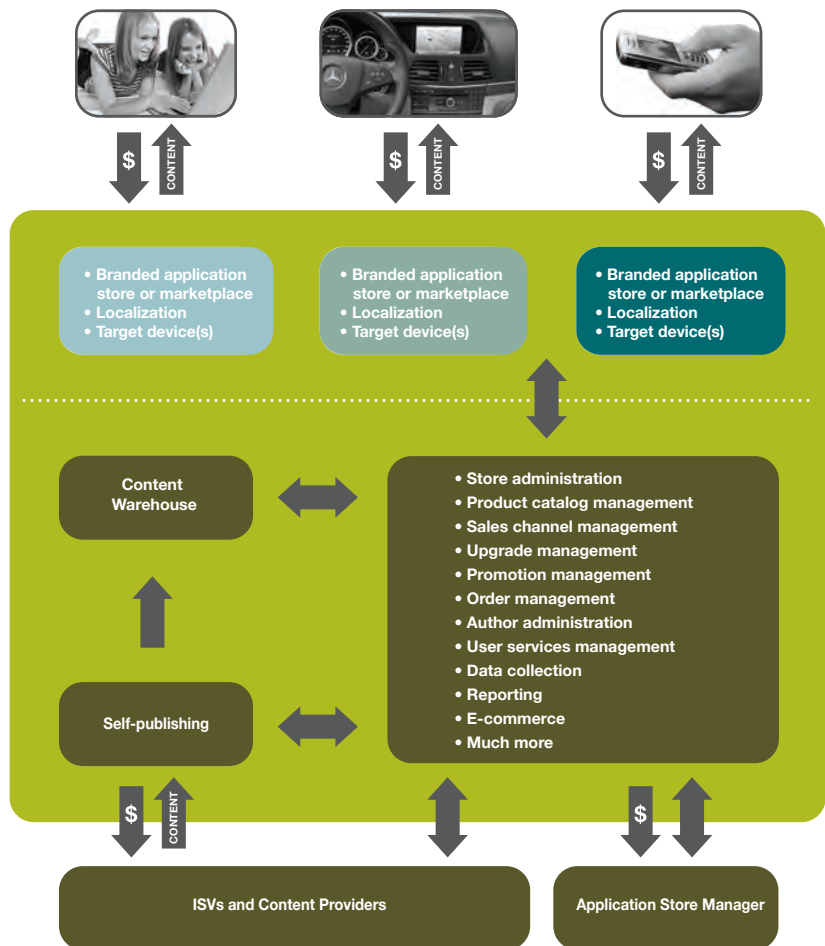 $
CONTENT
$
CONTENT
$
CONTENT
• Branded application
store or marketplace
• Localization
• Target device(s)
• Branded application
store or marketplace
• Localization
• Target device(s)
• Branded application
store or marketplace
• Localization
• Target device(s)
Content
Warehouse
• Store administration
• Product catalog management
• Sales channel management
• Upgrade management
• Promotion management
• Order management
• Author administration
• User services management
• Data collection
• Reporting
• E-commerce
• Much more
Self-publishing
$
CONTENT
$
ISVs and Content Providers
Application Store Manager